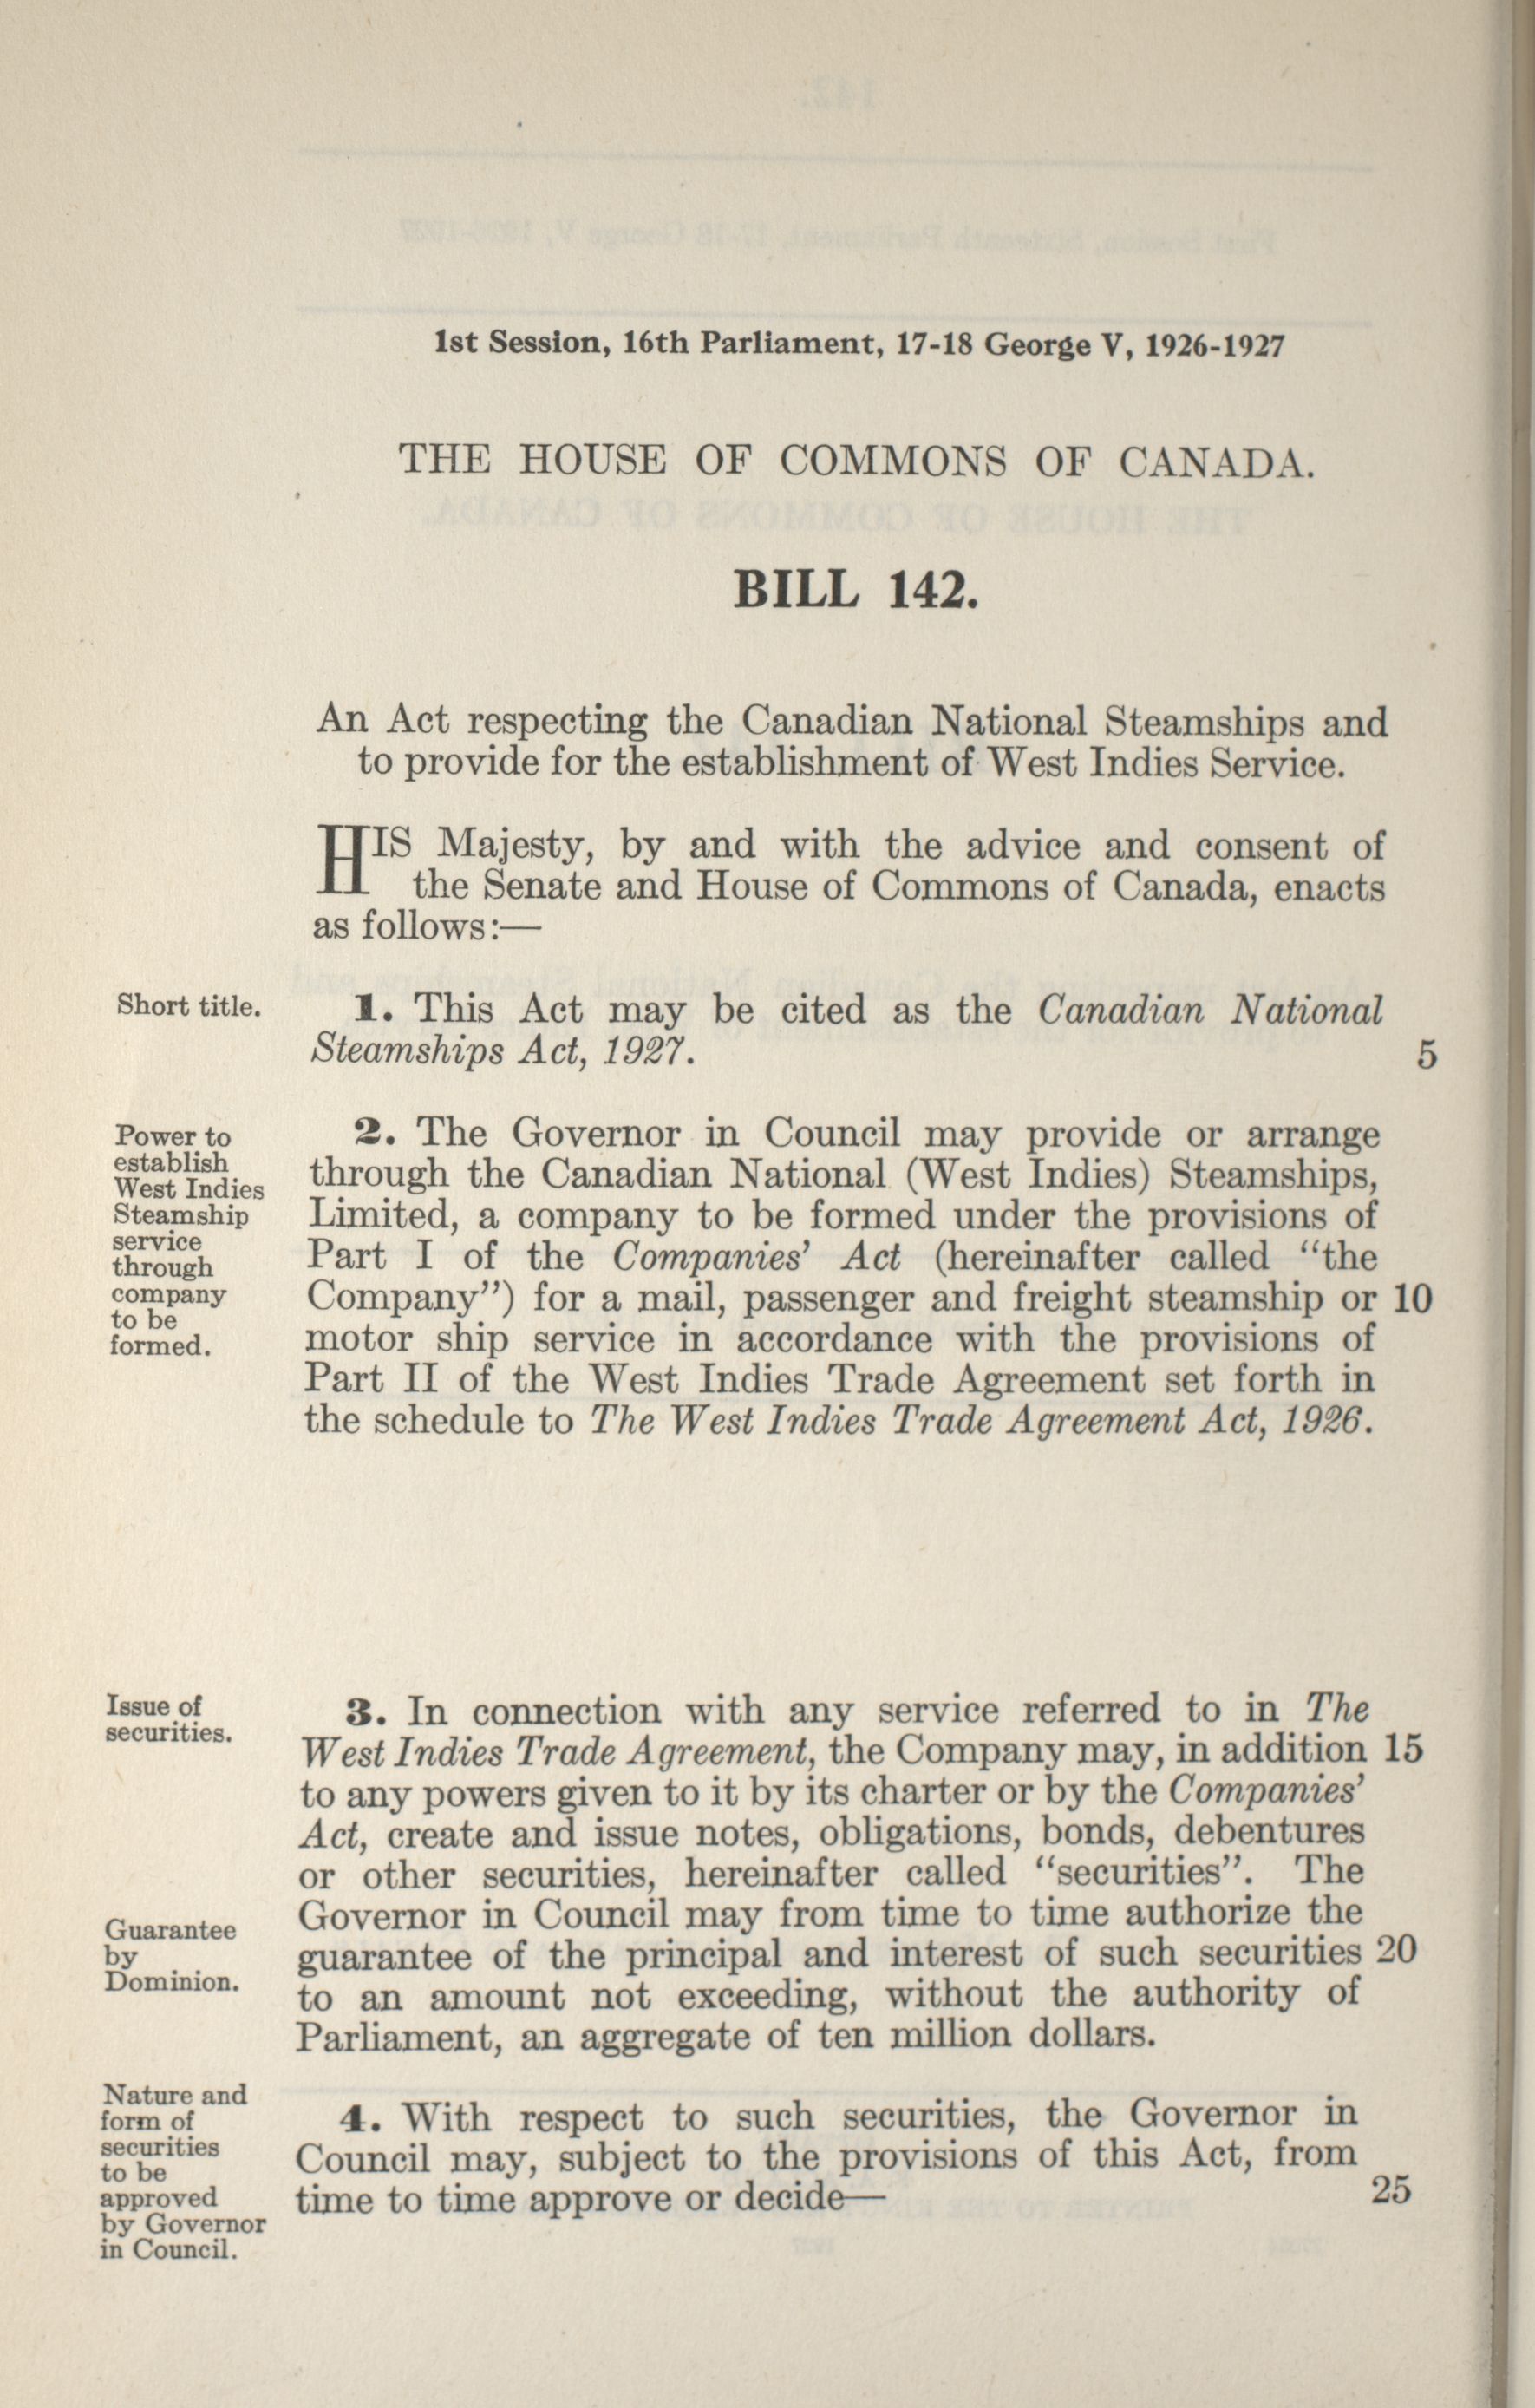 1st Session, 16th Parliament, 17-18 George V, 1926-1927
THE HOUSE OF COMMONS OF CANADA.
BILL 142.
An Act respecting the Canadian National Steamships and
to provide for the establishment of West Indies Service.
HIS Majesty, by and with the advice and consent of
the Senate and House of Commons of Canada, enacts
as follows:—
Short title.
1. This Act may be cited as the Canadian National
Steamships Act, 1927. 5
Power to
establish
West Indies
Steamship
service
through
company
to be
formed.
2. The Governor in Council may provide or arrange
through the Canadian National (West Indies) Steamships,
Limited, a company to be formed under the provisions of
Part I of the Companies' Act (hereinafter called "the
Company") for a mail, passenger and freight steamship or 10
motor ship service in accordance with the provisions of
Part II of the West Indies Trade Agreement set forth in
the schedule to The West Indies Trade Agreement Act, 1926.
Issue of
securities.
3. In connection with any service referred to in The
West Indies Trade Agreement, the Company may, in addition 15
to any powers given to it by its charter or by the Companies'
Act, create and issue notes, obligations, bonds, debentures
or other securities, hereinafter called "securities". The
Guarantee
by
Dominion.
Governor in Council may from time to time authorize the
guarantee of the principal and interest of such securities 20
to an amount not exceeding, without the authority of
Parliament, an aggregate of ten million dollars.
Nature and
form of
securities
to be
approved
by Governor
in Council.
4. With respect to such securities, the Governor in
Council may, subject to the provisions of this Act, from
time to time approve or decide— 25